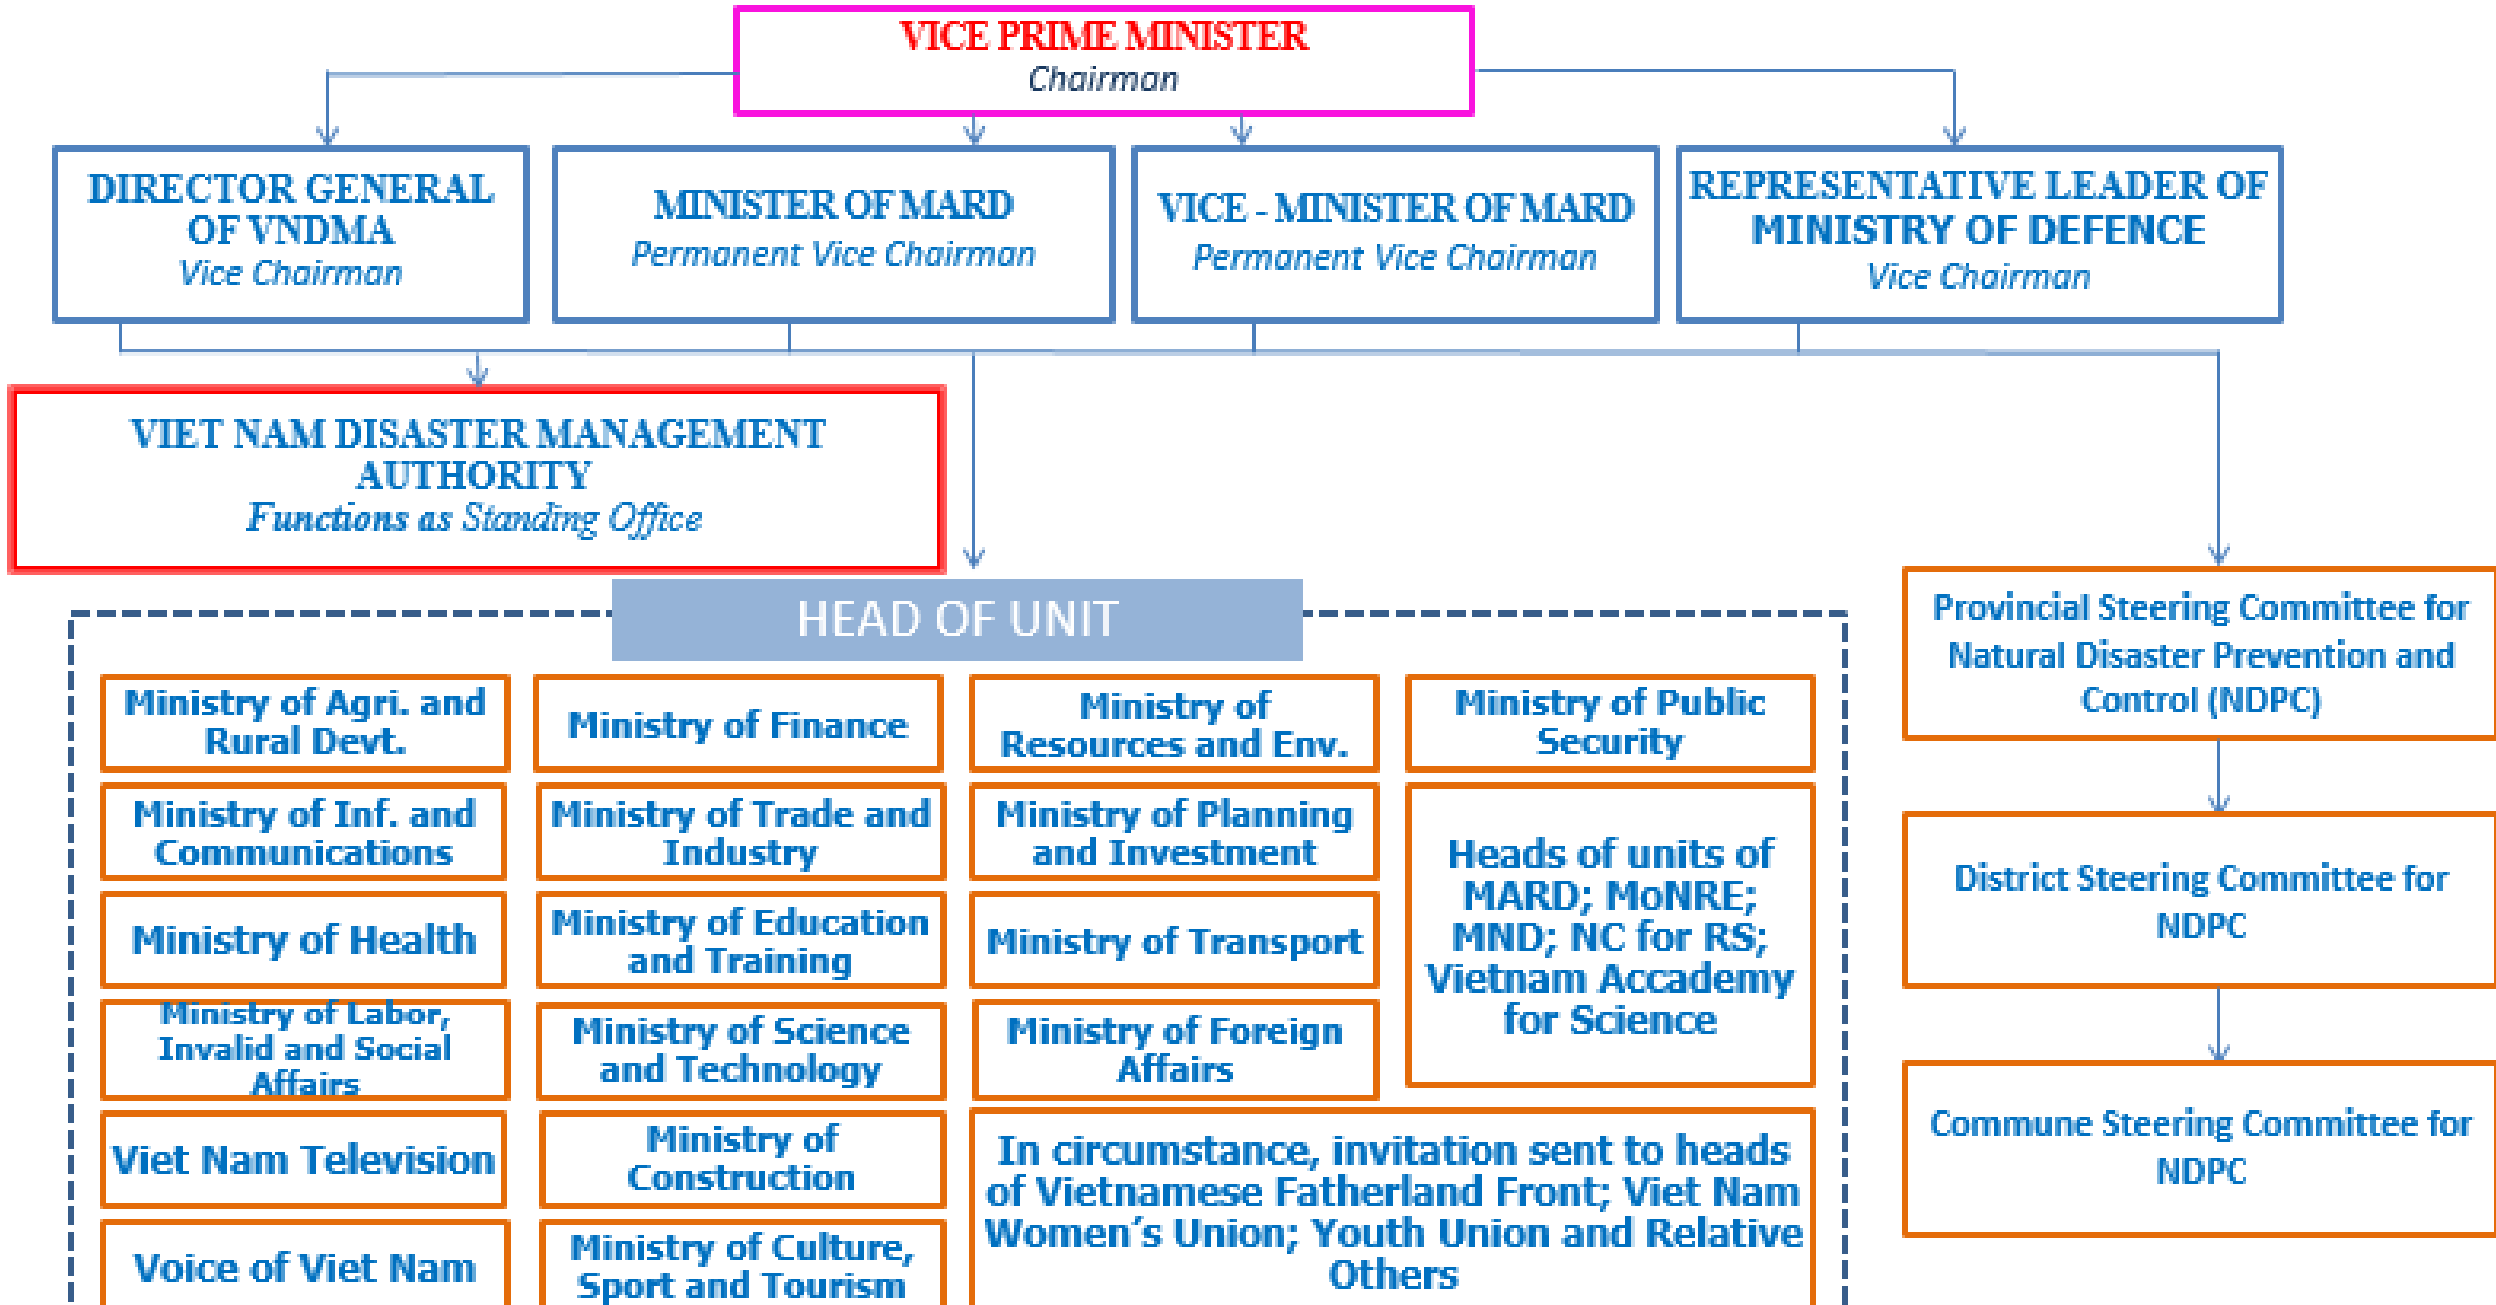 VICE PRIME MINISTER
Chairman
DIRECTOR GENERAL
OF VNDMA
Vice Chairman
MINISTER OF MARD
Permanent Vice Chairman
VICE - MINISTER OF MARD
Permanent Vice Chairman
REPRESENTATIVE LEADER OF
MINISTRY OF DEFENCE
Vice Chairman
VIET NAM DISASTER MANAGEMENT
AUTHORITY
Functions as Standing Office
HEAD OF UNIT
Ministry of Agri. and
Rural Devt.
Ministry of Finance
Ministry of
Resources and Env.
Ministry of Public
Security
Ministry of Inf. and
Communications
Ministry of Trade and
Industry
Ministry of Planning
and Investment
Heads of units of
MARD; MoNRE;
MND; NC for RS;
Vietnam Accademy
for Science
Ministry of Health
Ministry of Education
and Training
Ministry of Transport
Ministry of Labor,
Invalid and Social
Affairs
Ministry of Science
and Technology
Ministry of Foreign
Affairs
Viet Nam Television
Ministry of
Construction
In circumstance, invitation sent to heads
of Vietnamese Fatherland Front; Viet Nam
Women's Union; Youth Union and Relative
Others
Voice of Viet Nam
Ministry of Culture,
Sport and Tourism
Provincial Steering Committee for
Natural Disaster Prevention and
Control (NDPC)
District Steering Committee for
NDPC
Commune Steering Committee for
NDPC